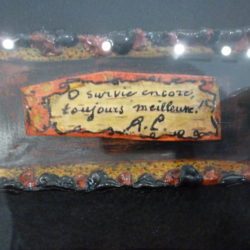 O survie encore,
toujours meilleure!
A.L.